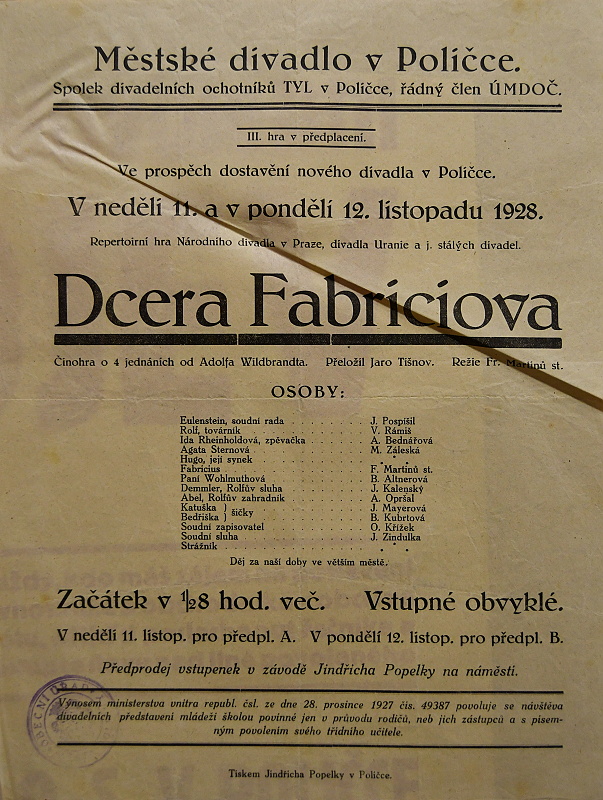 Městské divadlo v Poličce.
Spolek divadelních ochotníků TYL v Poličce, řádný člen ÚMDOČ.
III. hra v předplacení.
Ve prospěch dostavění nového divadla v Poličce.
V neděli 11. a v pondělí 12. listopadu 1928.
Repertoirní hra Národního divadla v Praze, divadla Uranie a j. stálých divadel.
Dcera Fabriciova
Činohra o 4 jednáních od Adolfa Wildbrandta. Přeložil Jaro Tišnov. Režie Fr. Martinů st.
OSOBY:
Eulenstein, soudní rada . . . . . . . . J. Pospíšil
Rolf, továrník . . . . . . . . V. Rámiš
Ida Rheinholdová, zpěvačka . . . . . . . . A. Bednářová
Agata Sternová . . . . . . . . M. Záleská
Hugo, její synek . . . . . . . . * * *
Fabricius . . . . . . . . F. Martinů st.
Paní Wohlmuthová . . . . . . . . B. Altnerová
Demmler, Rolfův sluha . . . . . . . . J. Kalenský
Abel, Rolfův zahradník . . . . . . . . A. Opršal
Katuška } šičky . . . . . . . . J. Mayerová
Bedřiška } . . . . . . . . B. Kubrtová
Soudní zapisovatel . . . . . . . . O. Křížek
Soudní sluha . . . . . . . . J. Zindulka
Strážník . . . . . . . . * * *
Děj za naší doby ve větším městě.
Začátek v 1/28 hod. več. Vstupné obvyklé.
V neděli 11. listop. pro předpl. A. V pondělí 12. listop. pro předpl. B.
Předprodej vstupenek v závodě Jindřicha Popelky na náměstí.
Výnosem ministerstva vnitra republ. čsl. ze dne 28. prosince 1927 čís. 49387 povoluje se návštěva
divadelních představení mládeží školou povinné jen v průvodu rodičů, neb jich zástupců a s písem-
ným povolením svého třídního učitele.
Tiskem Jindřicha Popelky v Poličce.